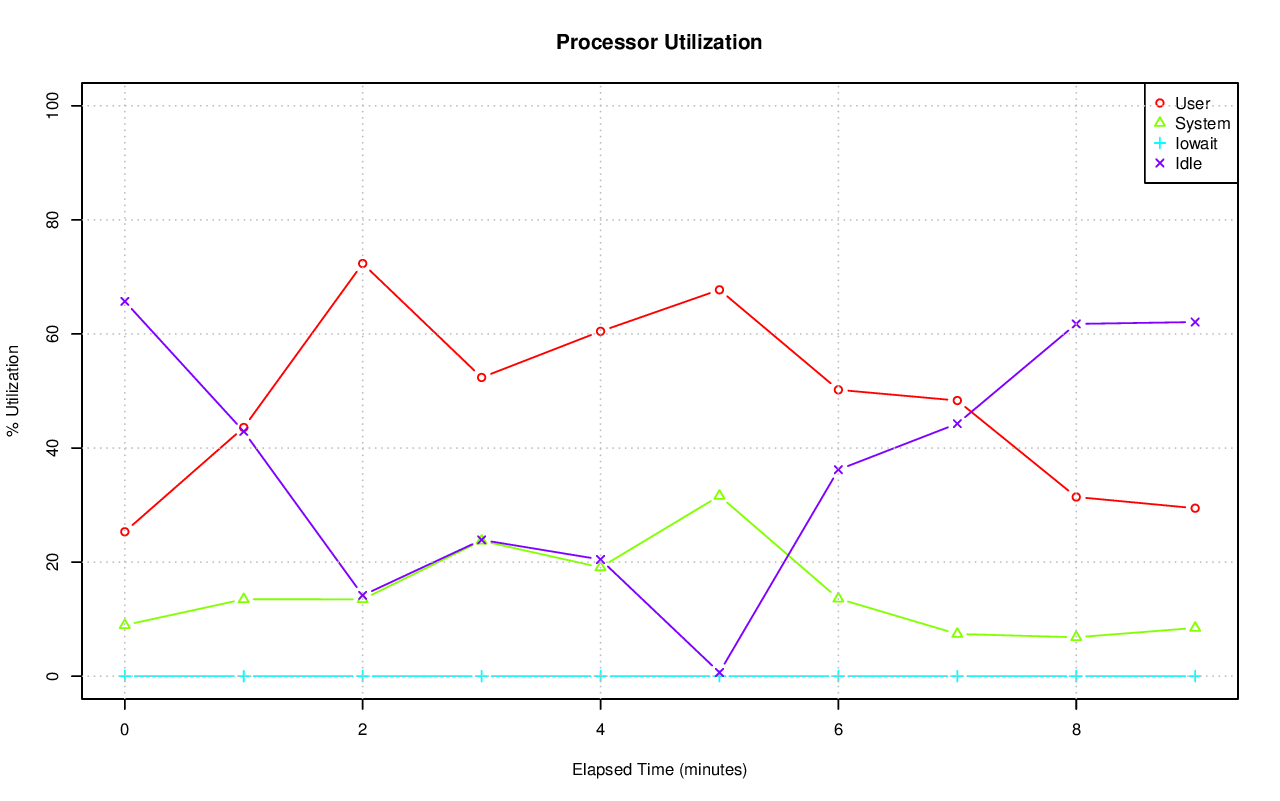 Processor Utilization
100
80
60
40
20
0
% Utilization
User
System
Iowait
Idle
0 2 4 6 8
Elapsed Time (minutes)